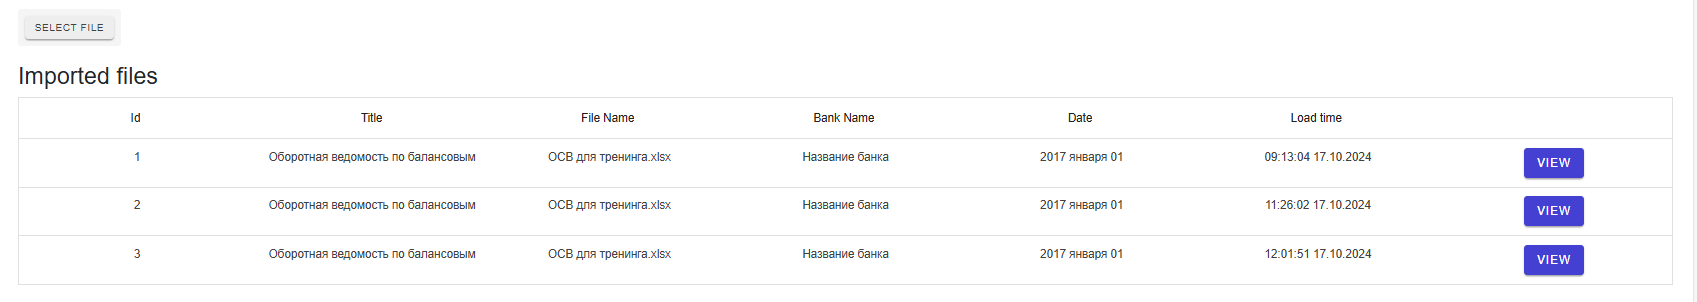 SELECT FILE
Imported files
Id Title File Name Bank Name Date Load time
1 Оборотная ведомость по балансовым ОСВ для тренинга.xlsx Название банка 2017 января 01 09:13:04 17.10.2024 VIEW
2 Оборотная ведомость по балансовым ОСВ для тренинга.xlsx Название банка 2017 января 01 11:26:02 17.10.2024 VIEW
3 Оборотная ведомость по балансовым ОСВ для тренинга.xlsx Название банка 2017 января 01 12:01:51 17.10.2024 VIEW